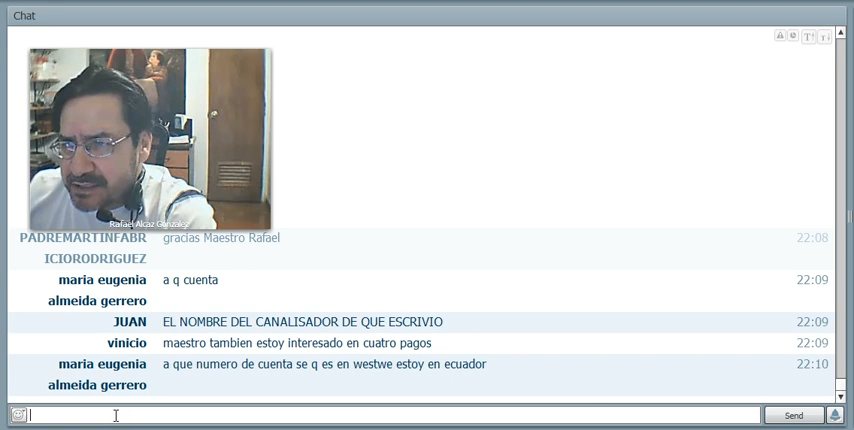 Chat
Rafael Alcaz Gonzalez
PADREMARTINFABR gracias Maestro Rafael 22:08
ICIORODRIGUEZ
maria eugenia a q cuenta 22:09
almeida gerrero
JUAN EL NOMBRE DEL CANALISADOR DE QUE ESCRIVIO 22:09
vinicio maestro tambien estoy interesado en cuatro pagos 22:09
maria eugenia a que numero de cuenta se q es en westwe estoy en ecuador 22:10
almeida gerrero
Send